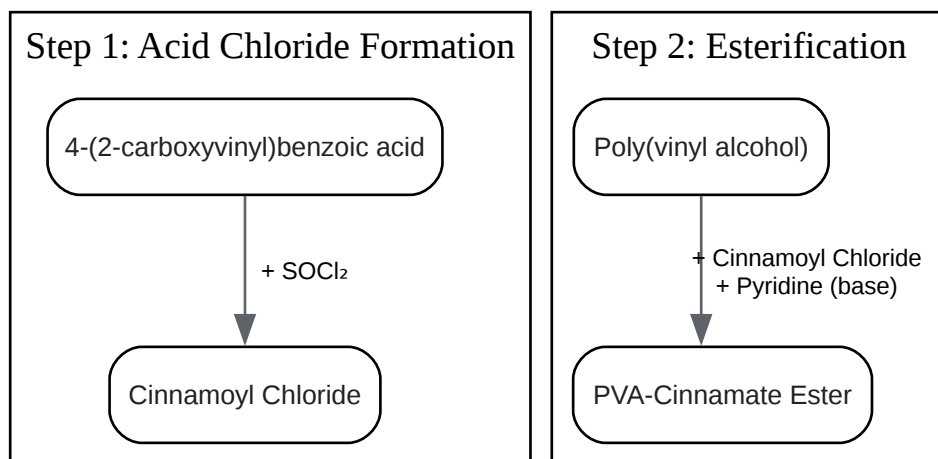 Step 1: Acid Chloride Formation
4-(2-carboxyvinyl)benzoic acid
+ SOCl₂
Cinnamoyl Chloride
Step 2: Esterification
Poly(vinyl alcohol)
+ Cinnamoyl Chloride
+ Pyridine (base)
PVA-Cinnamate Ester